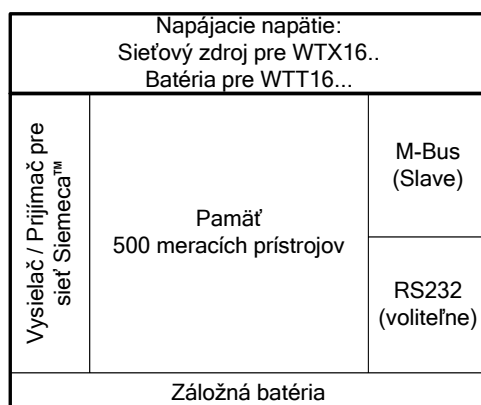 Napájacie napätie:
Sieťový zdroj pre WTX16..
Batéria pre WTT16...
Vysielač / Prijímač pre
sieť Siemeca™
Pamäť
500 meracích prístrojov
M-Bus
(Slave)
RS232
(voliteľne)
Záložná batéria